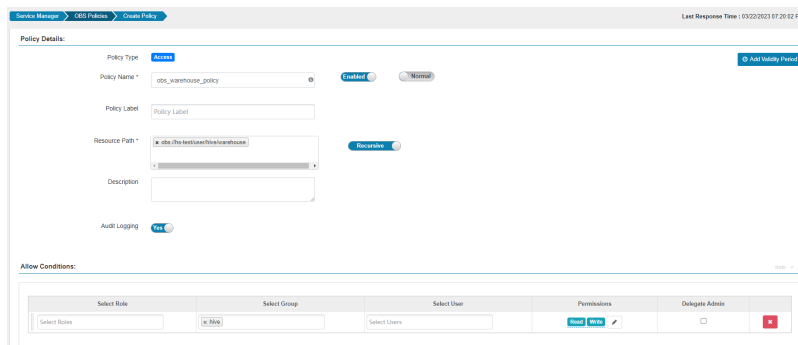 Service Manager OBS Policies Create Policy
Last Response Time : 03/22/2023 07:20:02
Policy Details:
Policy Type Access
Add Validity Period
Policy Name * obs_warehouse_policy Enabled Normal
Policy Label Policy Label
Resource Path * × obs://hs-test/user/hive/warehouse Recursive
Description
Audit Logging Yes
Allow Conditions:
Select Role Select Group Select User Permissions Delegate Admin
Select Roles × hive Select Users Read Write